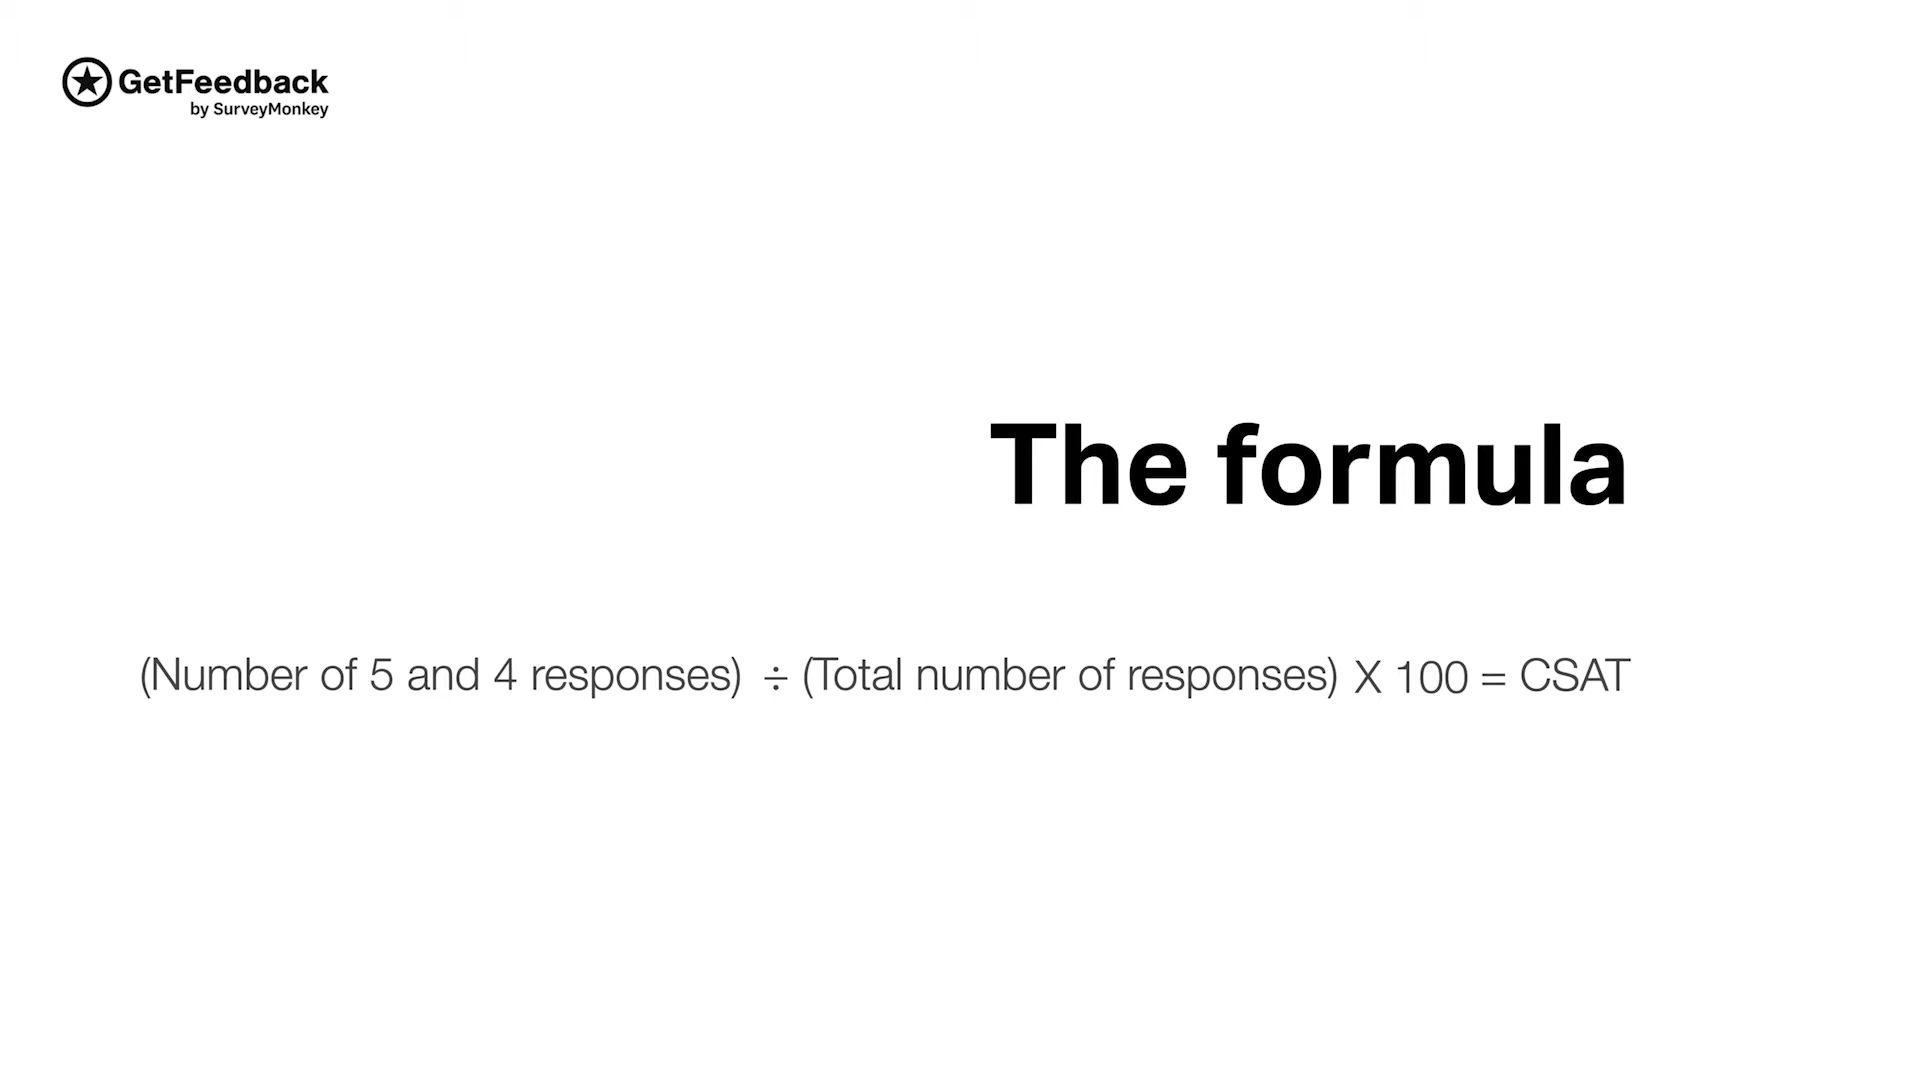 GetFeedback
by SurveyMonkey
The formula
(Number of 5 and 4 responses) ÷ (Total number of responses) X 100 = CSAT